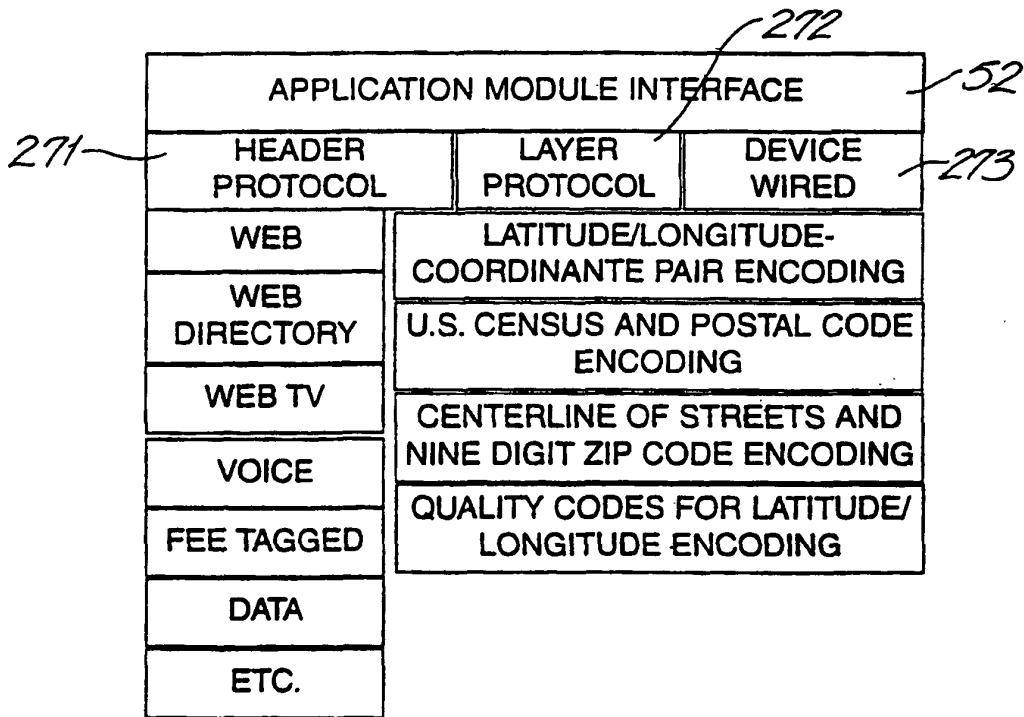 272
APPLICATION MODULE INTERFACE
52
271
HEADER
PROTOCOL
LAYER
PROTOCOL
DEVICE
WIRED
273
WEB
WEB
DIRECTORY
WEB TV
VOICE
FEE TAGGED
DATA
ETC.
LATITUDE/LONGITUDE-
COORDINANTE PAIR ENCODING
U.S. CENSUS AND POSTAL CODE
ENCODING
CENTERLINE OF STREETS AND
NINE DIGIT ZIP CODE ENCODING
QUALITY CODES FOR LATITUDE/
LONGITUDE ENCODING